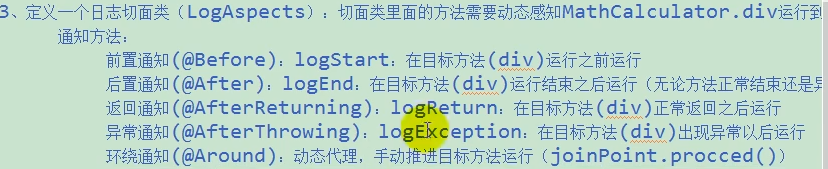 3、定义一个日志切面类（LogAspects）：切面类里面的方法需要动态感知MathCalculator.div运行到
通知方法：
前置通知(@Before)：logStart：在目标方法(div)运行之前运行
后置通知(@After)：logEnd：在目标方法(div)运行结束之后运行（无论方法正常结束还是异
返回通知(@AfterReturning)：logReturn：在目标方法(div)正常返回之后运行
异常通知(@AfterThrowing)：logException：在目标方法(div)出现异常以后运行
环绕通知(@Around)：动态代理，手动推进目标方法运行（joinPoint.procced()）